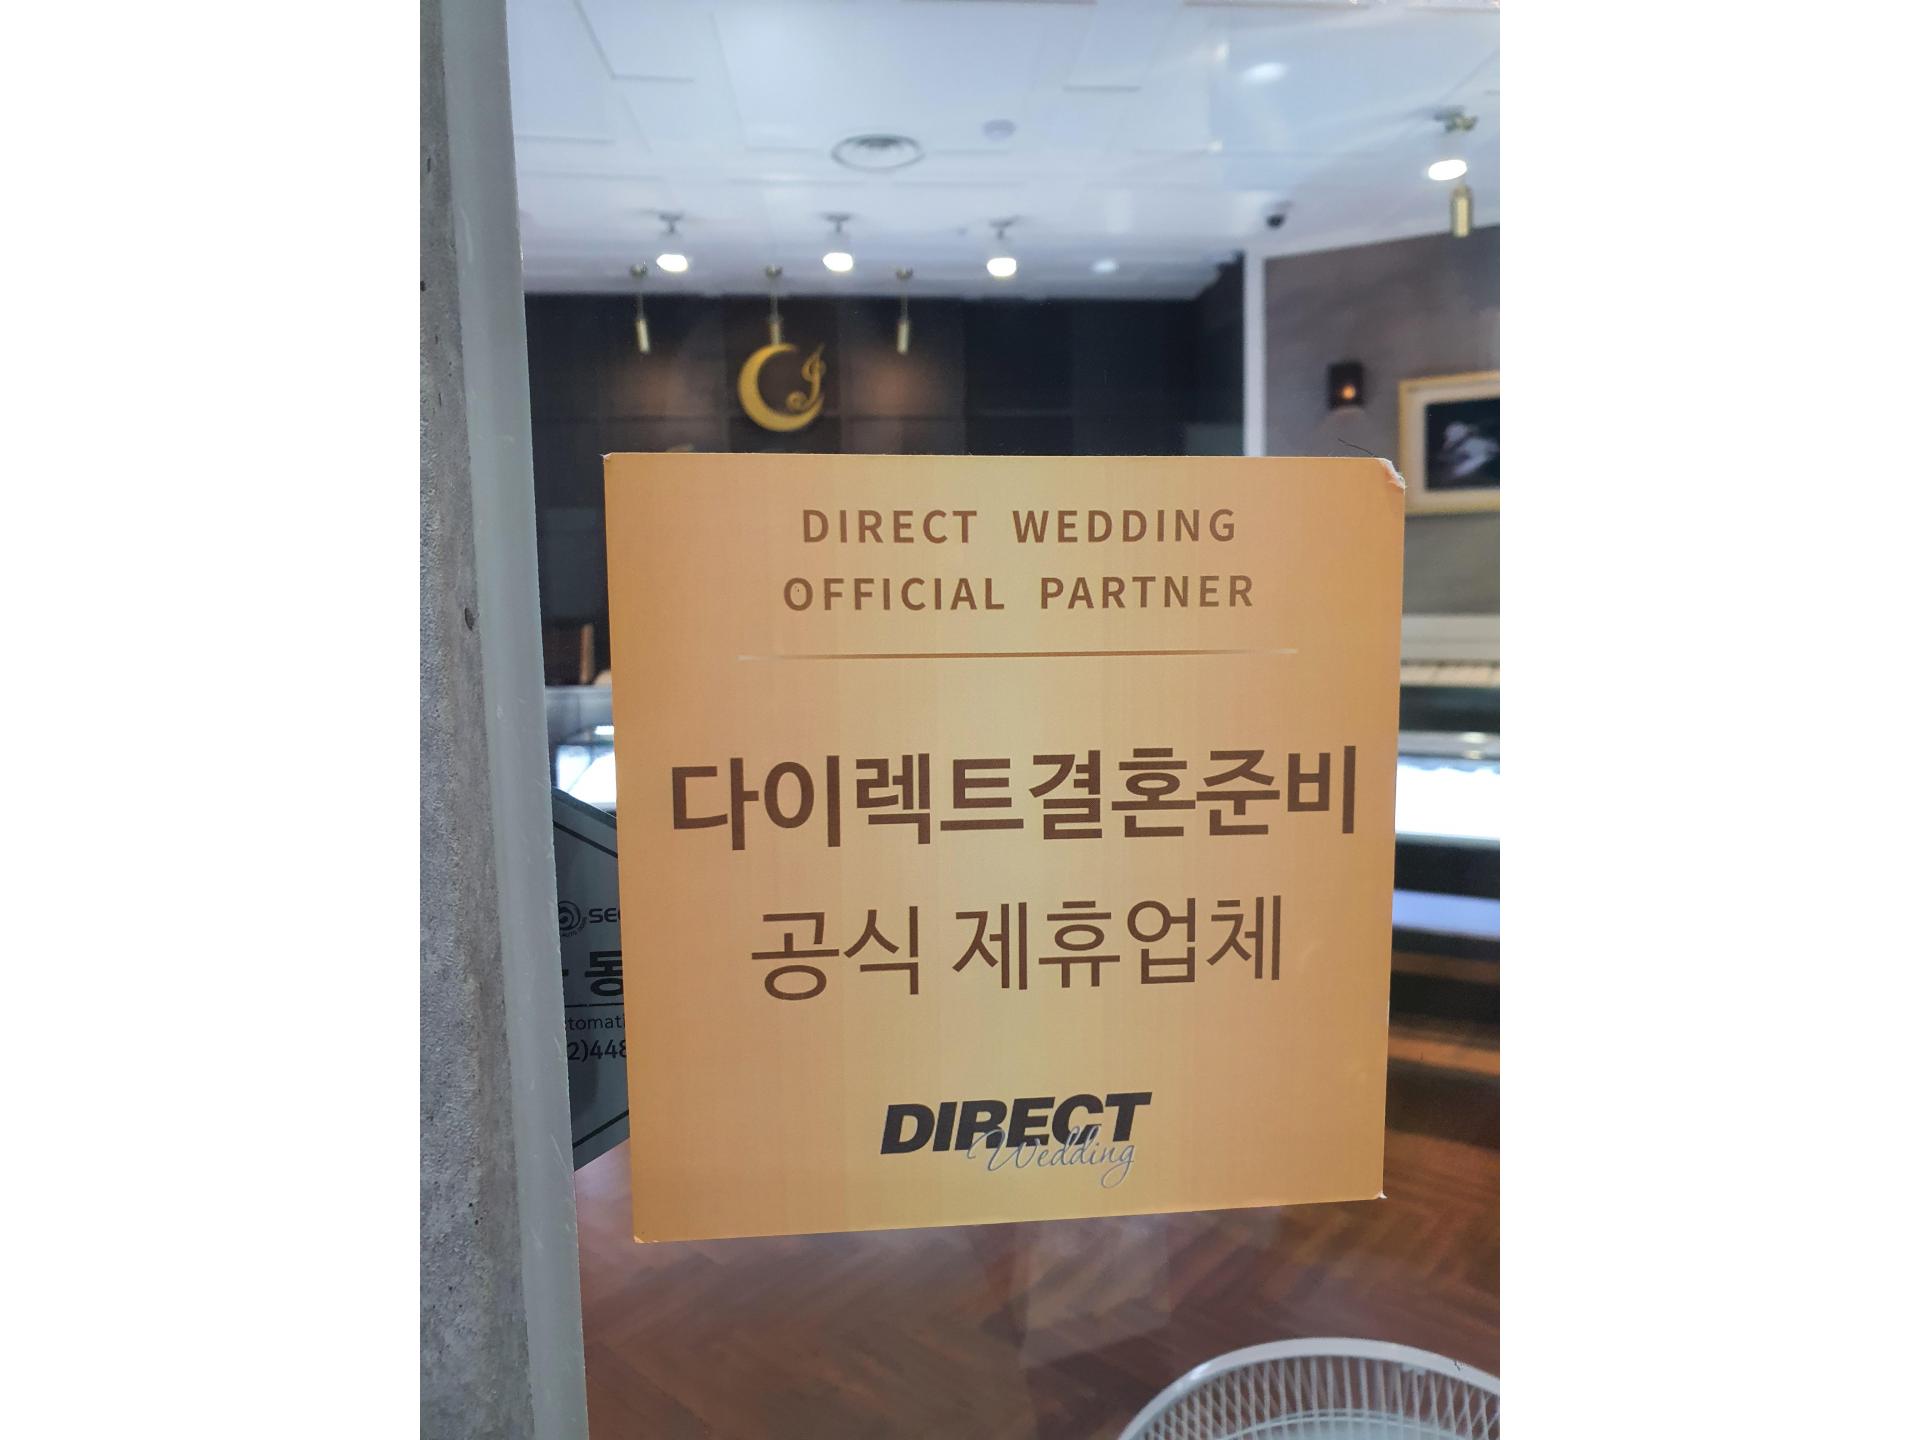 DIRECT WEDDING
OFFICIAL PARTNER
다이렉트결혼준비
공식 제휴업체
DIRECT
Wedding